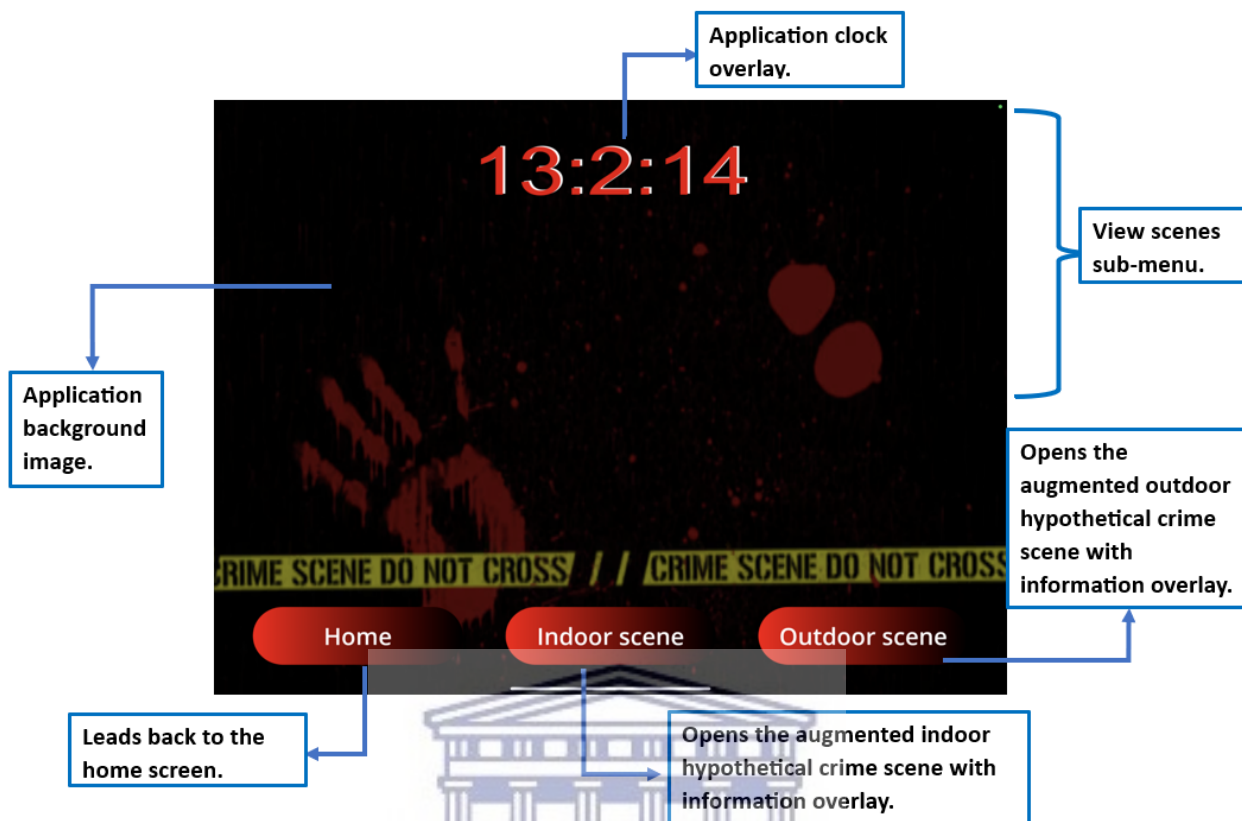 Application clock
overlay.
13:2:14
View scenes
sub-menu.
Application
background
image.
Opens the
augmented outdoor
hypothetical crime
scene with
information overlay.
CRIME SCENE DO NOT CROSS / / / CRIME SCENE DO NOT CROSS
Home
Indoor scene
Outdoor scene
Leads back to the
home screen.
Opens the augmented indoor
hypothetical crime scene with
information overlay.